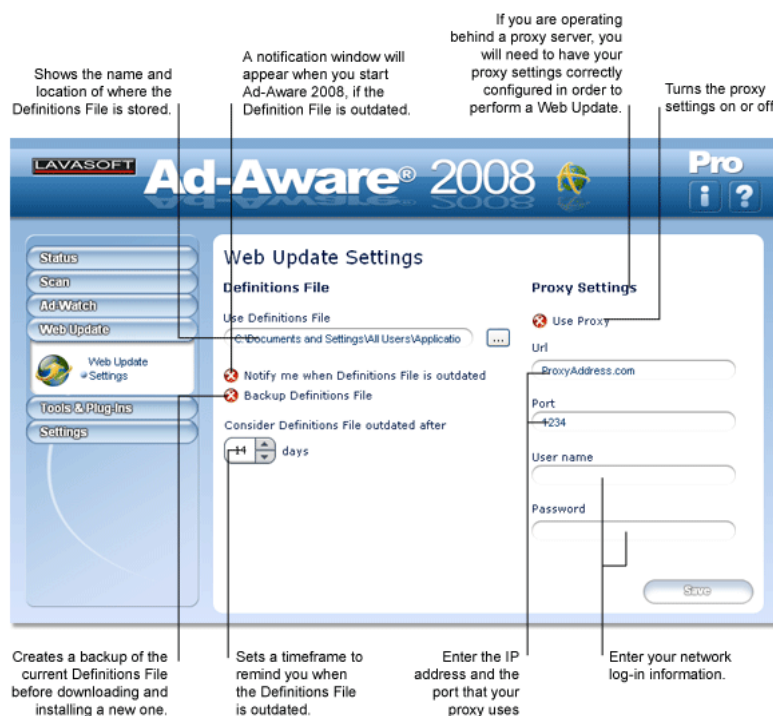 If you are operating
behind a proxy server, you
will need to have your
proxy settings correctly
configured in order to
perform a Web Update.
A notification window will
appear when you start
Ad-Aware 2008, if the
Definition File is outdated.
Shows the name and
location of where the
Definitions File is stored.
Turns the proxy
settings on or off
LAVASOFT
Ad-Aware® 2008
Pro
i ?
Status
Scan
Ad-Watch
Web Update
Web Update
Settings
Tools & Plug-Ins
Settings
Web Update Settings
Definitions File
Use Definitions File
C:\Documents and Settings\All Users\Applicatio
...
Notify me when Definitions File is outdated
Backup Definitions File
Consider Definitions File outdated after
14 days
Proxy Settings
Use Proxy
Url
ProxyAddress.com
Port
1234
User name
Password
Save
Creates a backup of the
current Definitions File
before downloading and
installing a new one.
Sets a timeframe to
remind you when
the Definitions File
is outdated.
Enter the IP
address and the
port that your
proxy uses
Enter your network
log-in information.